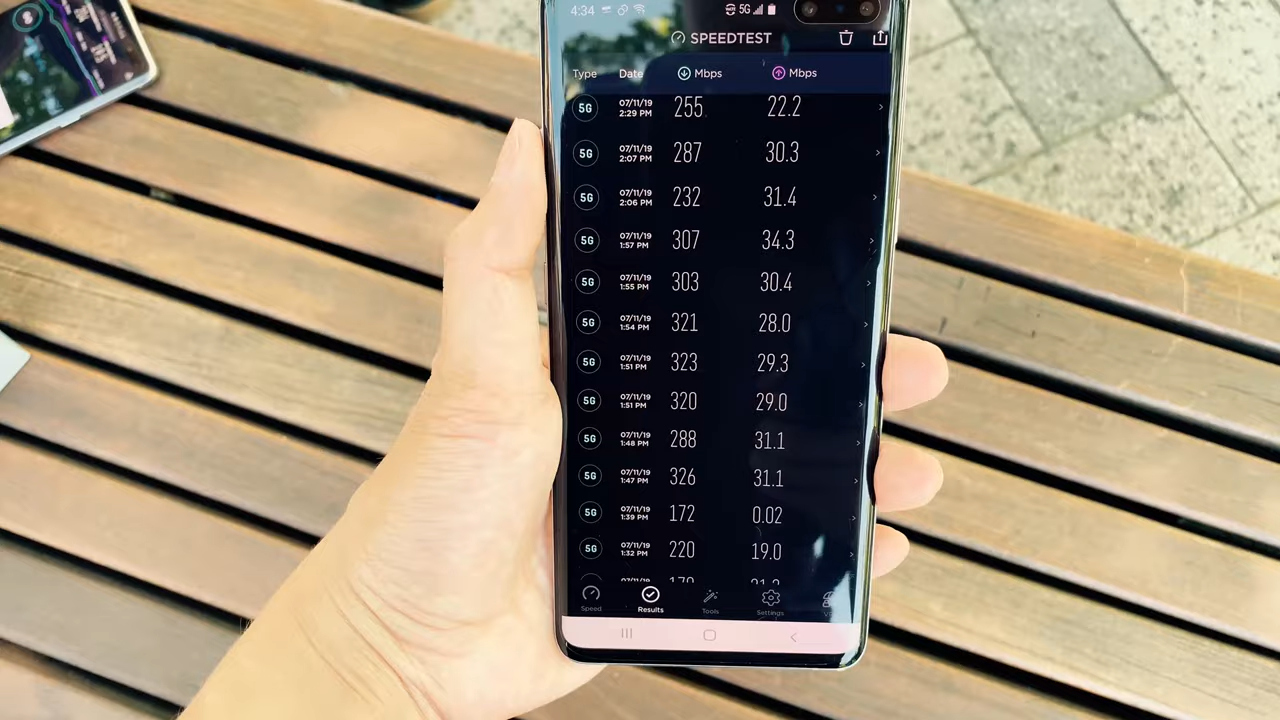 4:34 5G
SPEEDTEST
Type Date Mbps Mbps
5G 07/11/19 2:29 PM 255 22.2
5G 07/11/19 2:07 PM 287 30.3
5G 07/11/19 2:06 PM 232 31.4
5G 07/11/19 1:57 PM 307 34.3
5G 07/11/19 1:55 PM 303 30.4
5G 07/11/19 1:54 PM 321 28.0
5G 07/11/19 1:51 PM 323 29.3
5G 07/11/19 1:51 PM 320 29.0
5G 07/11/19 1:48 PM 288 31.1
5G 07/11/19 1:47 PM 326 31.1
5G 07/11/19 1:39 PM 172 0.02
5G 07/11/19 1:32 PM 220 19.0
Speed Results Tools Settings